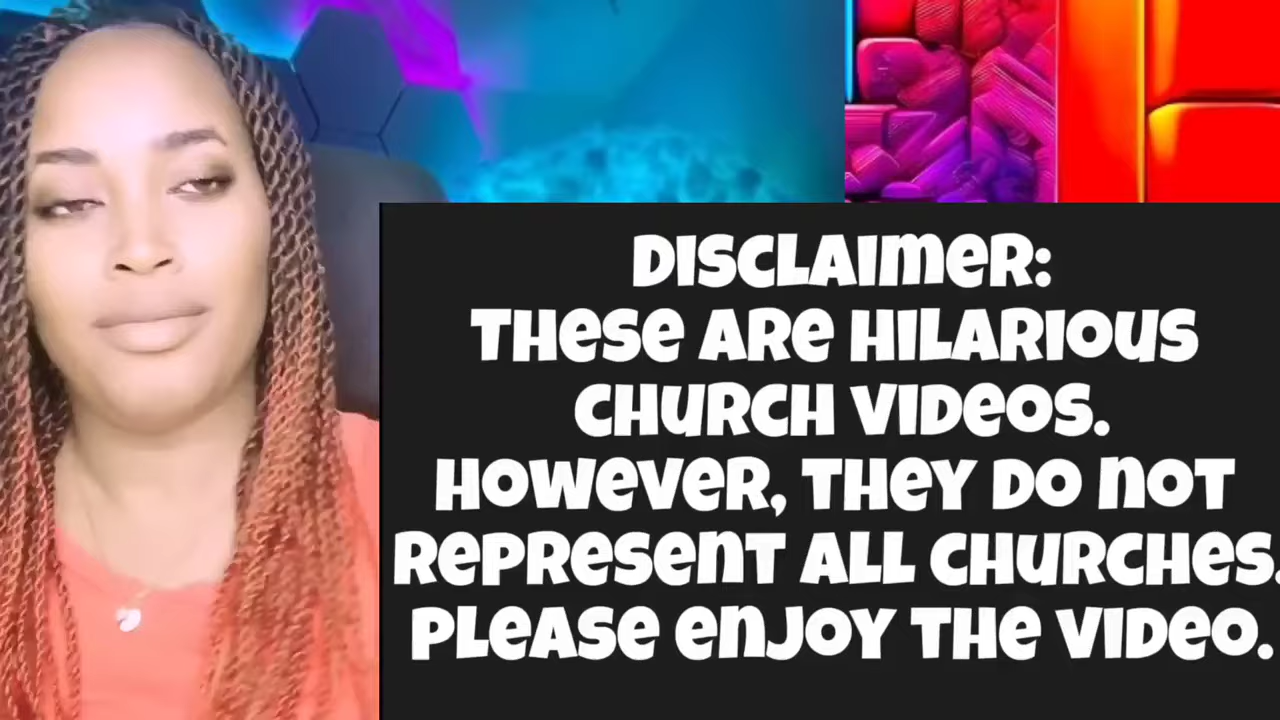 DISCLAIMER:
THESE ARE HILARIOUS
CHURCH VIDEOS.
HOWEVER, THEY DO NOT
REPRESENT ALL CHURCHES.
PLEASE ENJOY THE VIDEO.